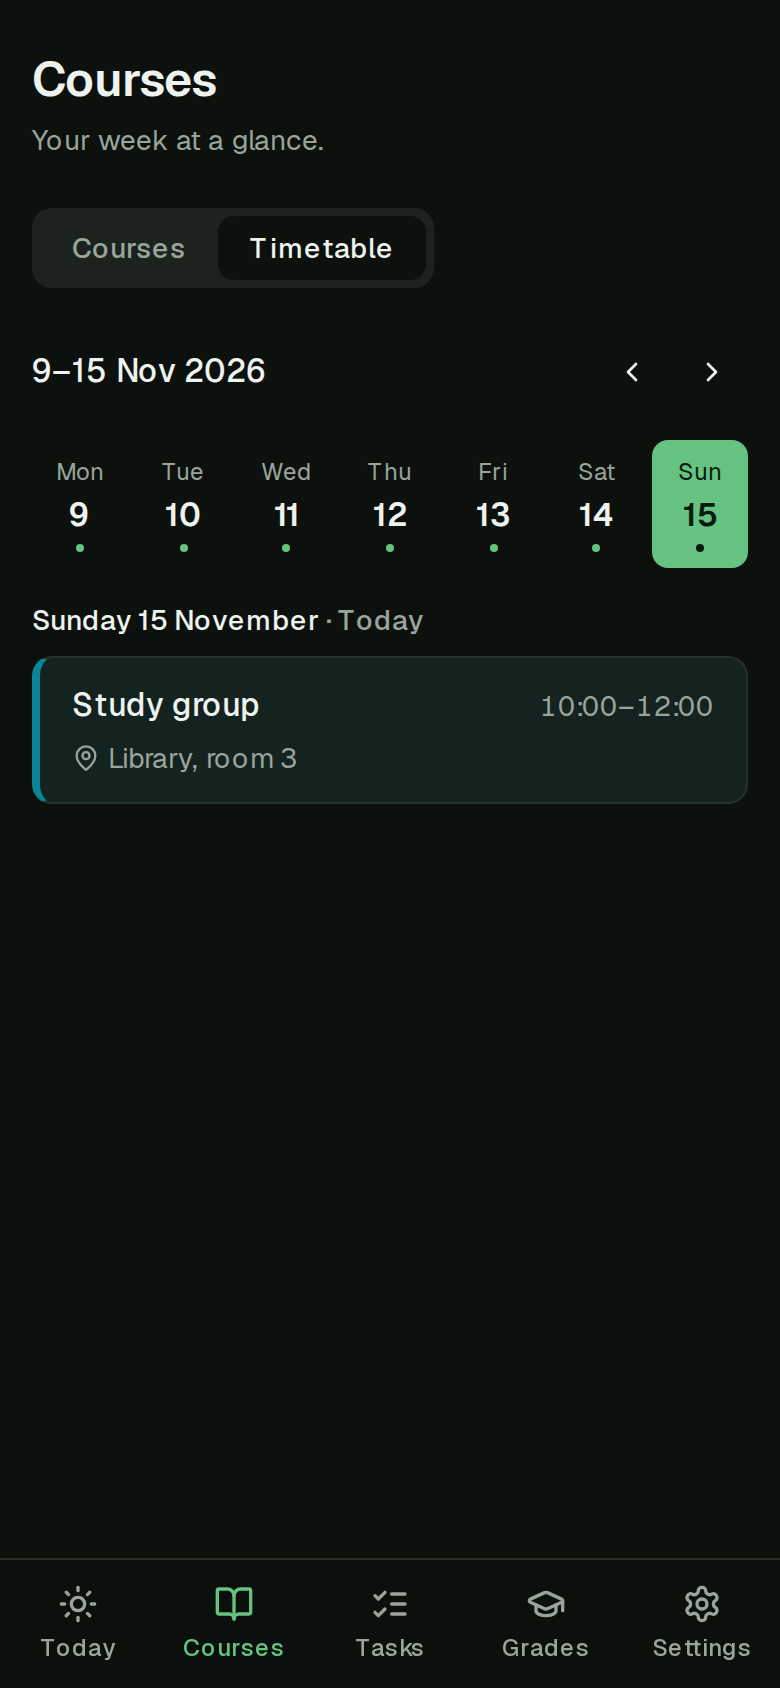 Courses
Your week at a glance.
Courses Timetable
9–15 Nov 2026
Mon Tue Wed Thu Fri Sat Sun
9 10 11 12 13 14 15
Sunday 15 November · Today
Study group 10:00–12:00
Library, room 3
Today Courses Tasks Grades Settings